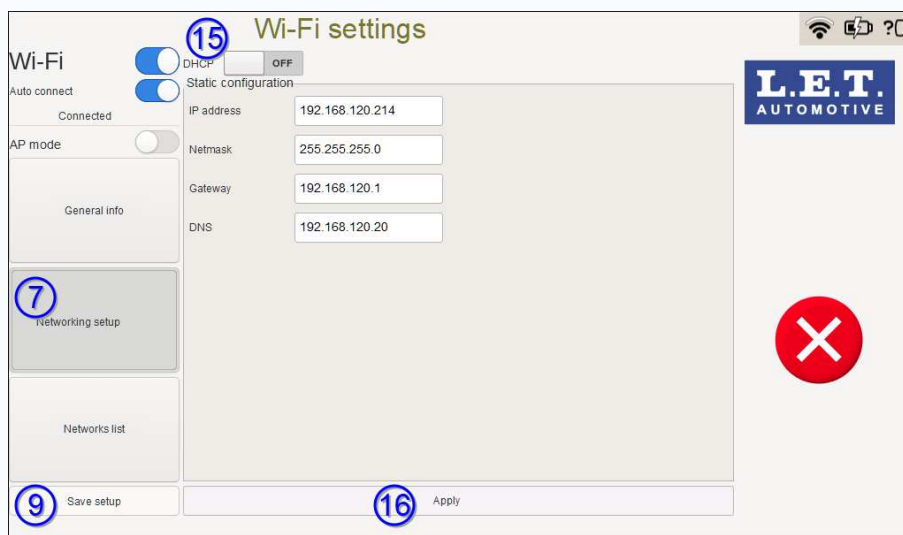 Wi-Fi settings
15
Wi-Fi
DHCP
OFF
Auto connect
Static configuration
Connected
AP mode
IP address
192.168.120.214
Netmask
255.255.255.0
Gateway
192.168.120.1
DNS
192.168.120.20
General info
7
Networking setup
Networks list
9
Save setup
16
Apply
L.E.T.
AUTOMOTIVE